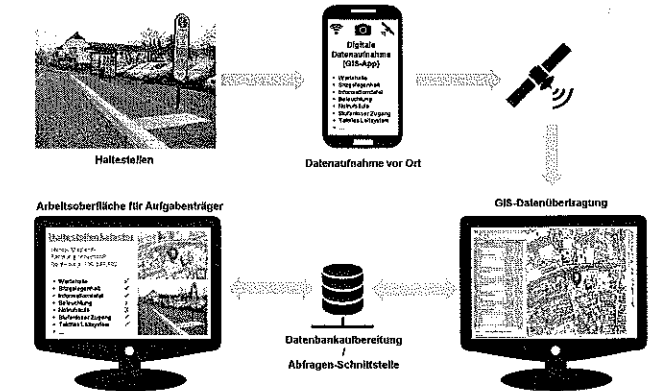 Digitale
Datenaufnahme
(GIS-App)
• Wartehalle
• Sitzgelegenheit
• Informationstafel
• Beleuchtung
• Notrufsäule
• Stufenloser Zugang
• Taktiles Leitsystem
• ...
Haltestellen
Datenaufnahme vor Ort
GIS-Datenübertragung
Arbeitsoberfläche für Aufgabenträger
• Wartehalle ✓
• Sitzgelegenheit ✓
• Informationstafel ✓
• Beleuchtung
• Notrufsäule
• Stufenloser Zugang
• Taktiles Leitsystem
• ...
Datenbankaufbereitung
/
Abfragen-Schnittstelle